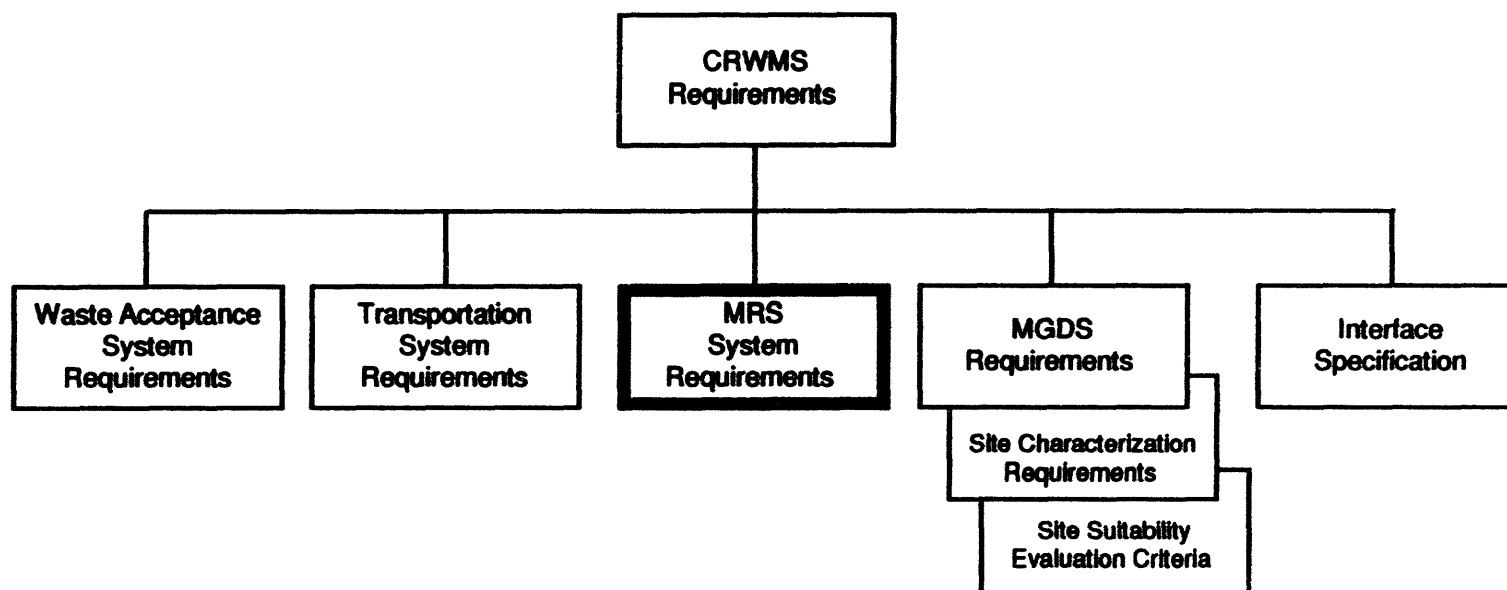 CRWMS
Requirements
Waste Acceptance
System
Requirements
Transportation
System
Requirements
MRS
System
Requirements
MGDS
Requirements
Interface
Specification
Site Characterization
Requirements
Site Suitability
Evaluation Criteria